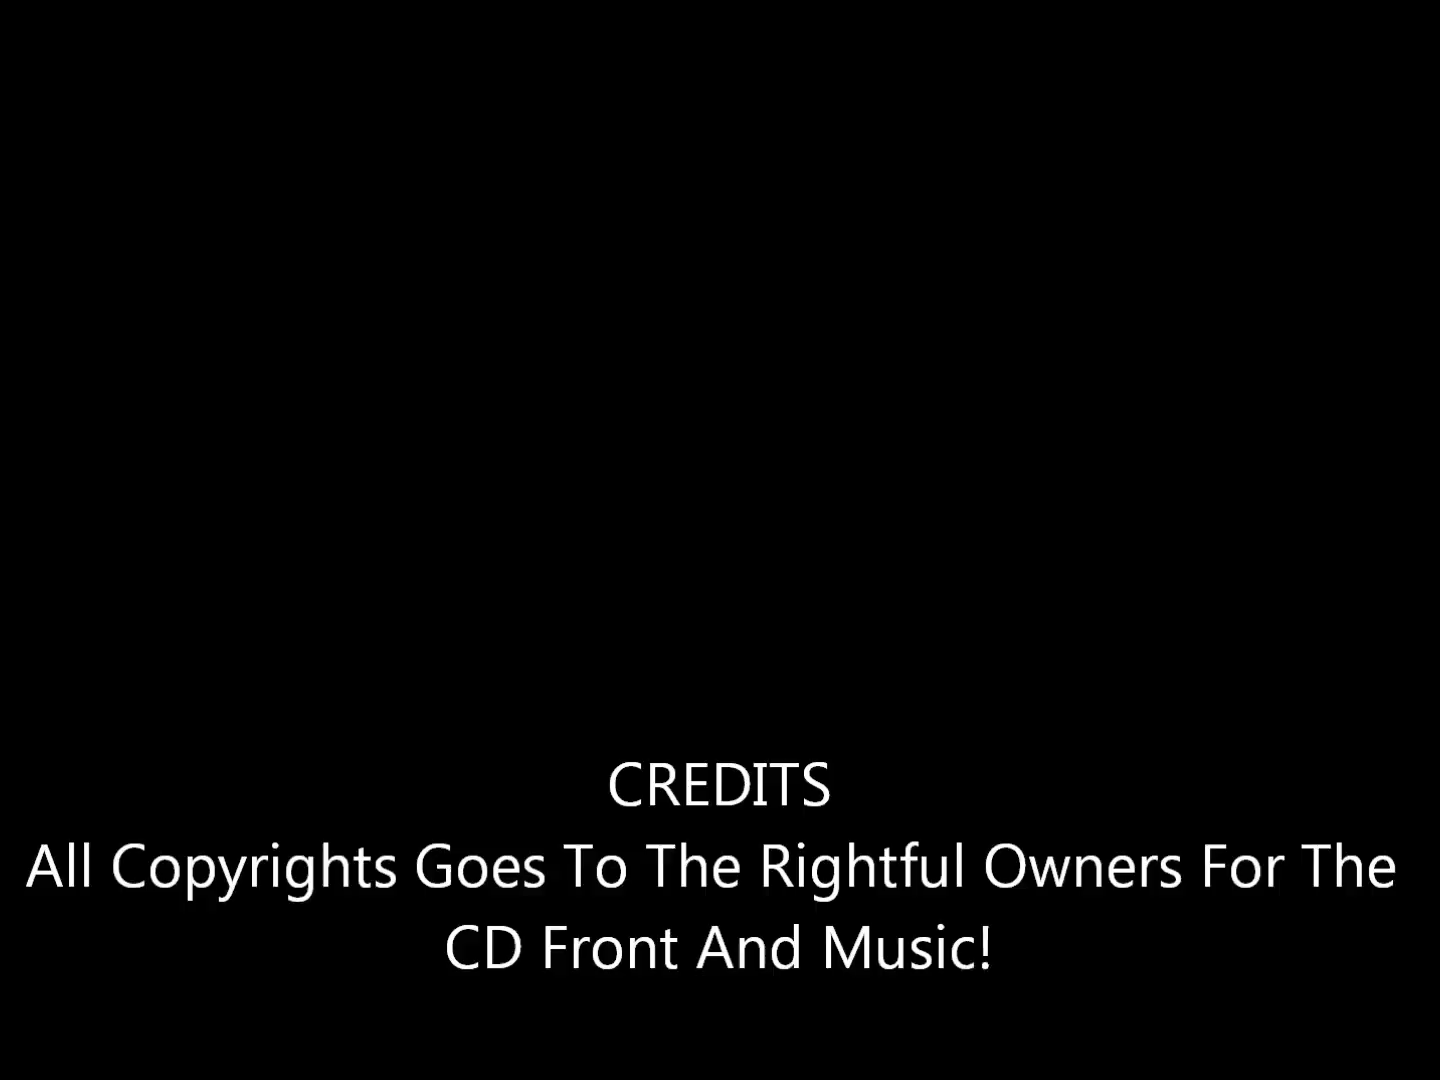 CREDITS
All Copyrights Goes To The Rightful Owners For The
CD Front And Music!